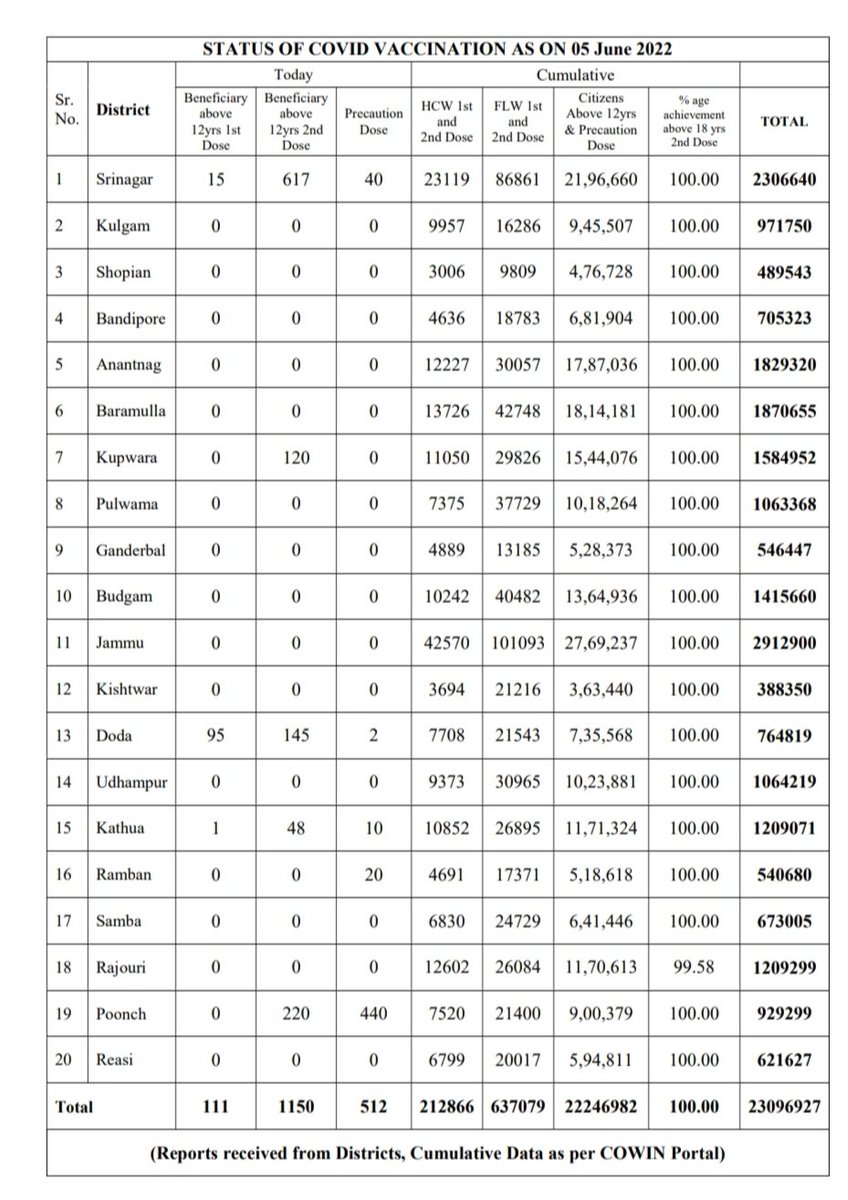 STATUS OF COVID VACCINATION AS ON 05 June 2022
Sr. No. District Today Cumulative
Beneficiary above 12yrs 1st Dose Beneficiary above 12yrs 2nd Dose Precaution Dose HCW 1st and 2nd Dose FLW 1st and 2nd Dose Citizens Above 12yrs & Precaution Dose % age achievement above 18 yrs 2nd Dose TOTAL
1 Srinagar 15 617 40 23119 86861 21,96,660 100.00 2306640
2 Kulgam 0 0 0 9957 16286 9,45,507 100.00 971750
3 Shopian 0 0 0 3006 9809 4,76,728 100.00 489543
4 Bandipore 0 0 0 4636 18783 6,81,904 100.00 705323
5 Anantnag 0 0 0 12227 30057 17,87,036 100.00 1829320
6 Baramulla 0 0 0 13726 42748 18,14,181 100.00 1870655
7 Kupwara 0 120 0 11050 29826 15,44,076 100.00 1584952
8 Pulwama 0 0 0 7375 37729 10,18,264 100.00 1063368
9 Ganderbal 0 0 0 4889 13185 5,28,373 100.00 546447
10 Budgam 0 0 0 10242 40482 13,64,936 100.00 1415660
11 Jammu 0 0 0 42570 101093 27,69,237 100.00 2912900
12 Kishtwar 0 0 0 3694 21216 3,63,440 100.00 388350
13 Doda 95 145 2 7708 21543 7,35,568 100.00 764819
14 Udhampur 0 0 0 9373 30965 10,23,881 100.00 1064219
15 Kathua 1 48 10 10852 26895 11,71,324 100.00 1209071
16 Ramban 0 0 20 4691 17371 5,18,618 100.00 540680
17 Samba 0 0 0 6830 24729 6,41,446 100.00 673005
18 Rajouri 0 0 0 12602 26084 11,70,613 99.58 1209299
19 Poonch 0 220 440 7520 21400 9,00,379 100.00 929299
20 Reasi 0 0 0 6799 20017 5,94,811 100.00 621627
Total 111 1150 512 212866 637079 22246982 100.00 23096927
(Reports received from Districts, Cumulative Data as per COWIN Portal)